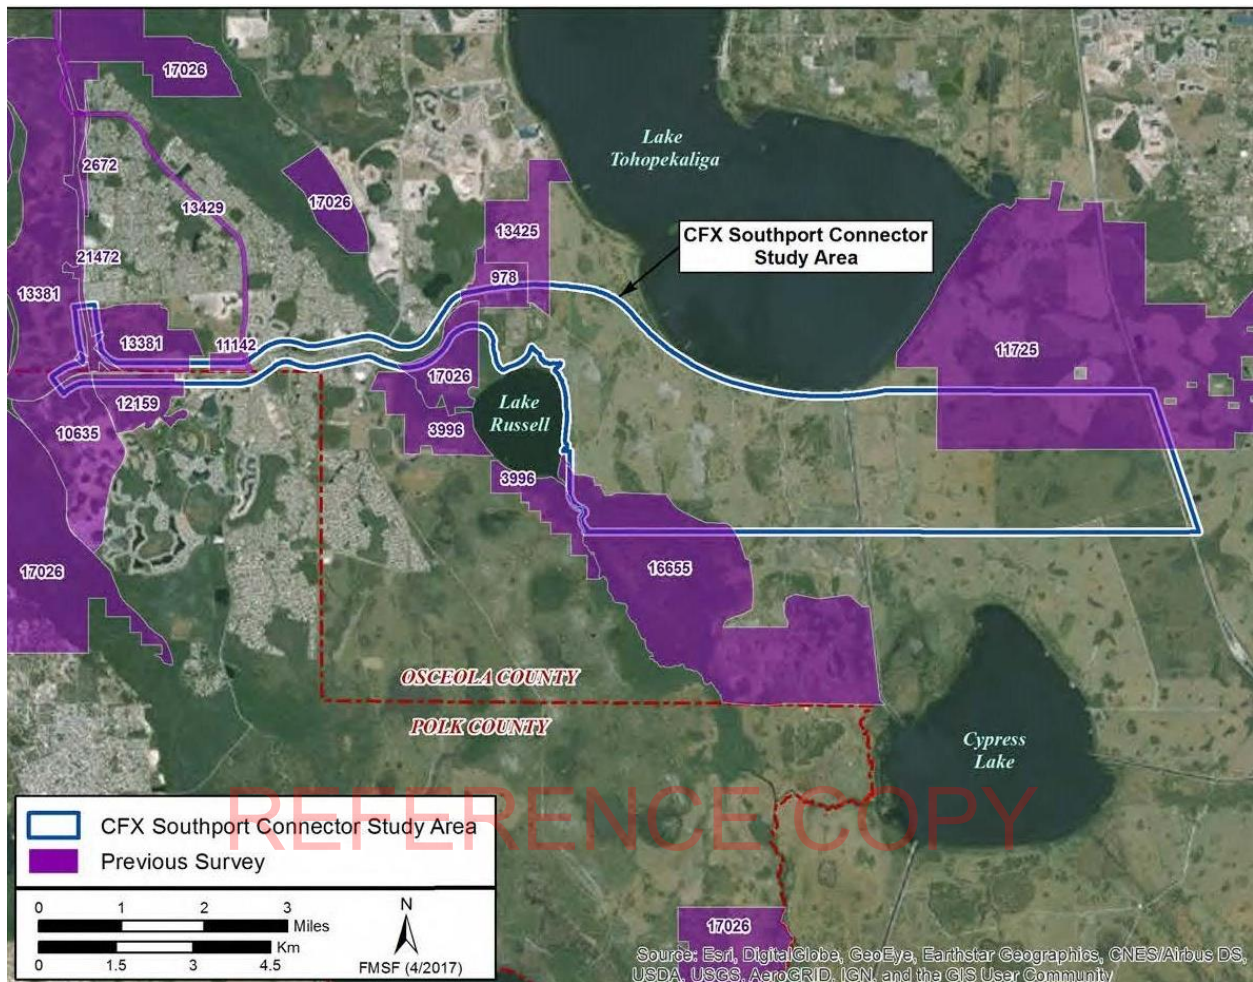 17026
Lake
Tohopekaliga
2672
17026
13429
13425
CFX Southport Connector
Study Area
21472
978
13381
13381
11142
11725
17026
12159
Lake
Russell
10635
3996
3996
17026
16655
OSCEOLA COUNTY
POLK COUNTY
Cypress
Lake
REFERENCE COPY
CFX Southport Connector Study Area
Previous Survey
0 1 2 3
Miles
Km
0 1.5 3 4.5
N
FMSF (4/2017)
17026
Source: Esri, DigitalGlobe, GeoEye, Earthstar Geographics, CNES/Airbus DS,
USDA, USGS, AeroGRID, IGN, and the GIS User Community